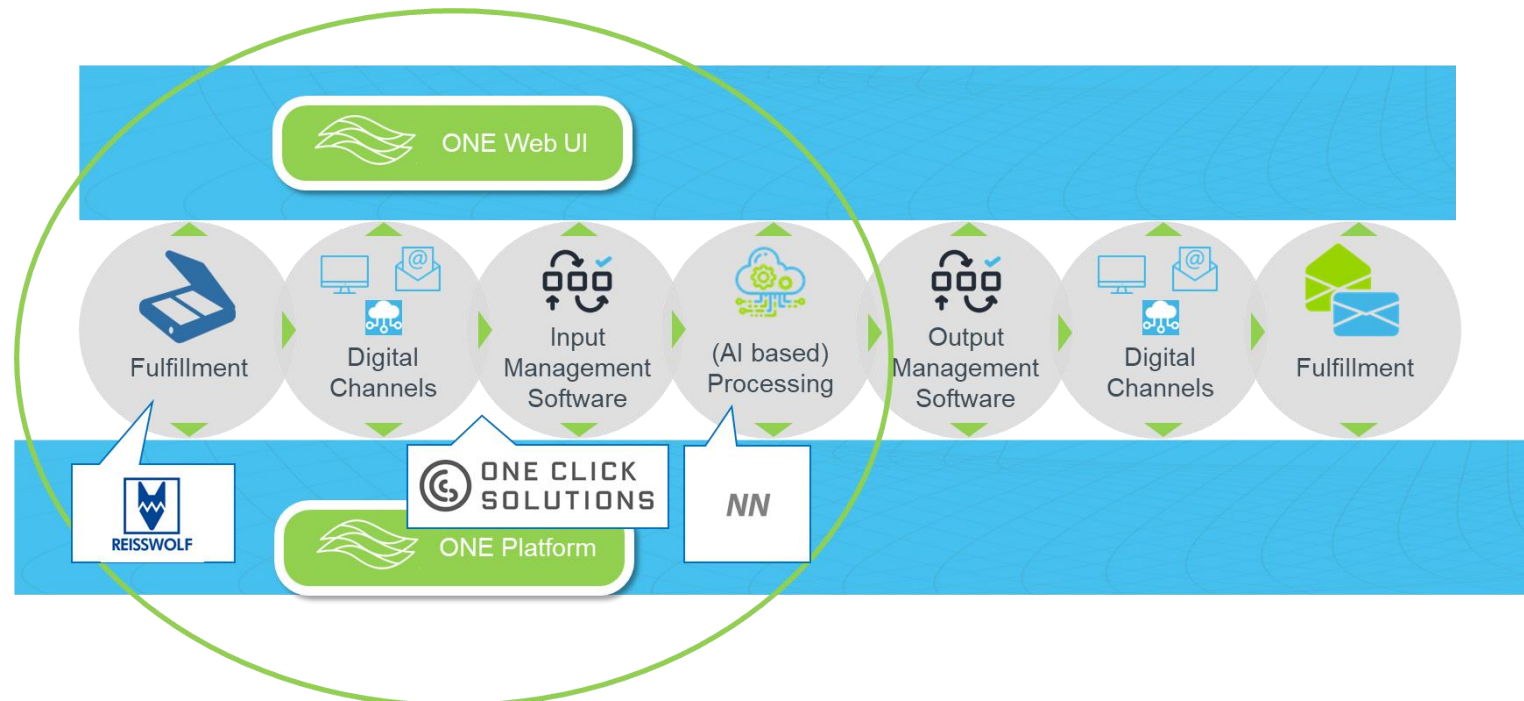 ONE Web UI
@
@
Fulfillment
Digital
Channels
Input
Management
Software
(AI based)
Processing
Output
Management
Software
Digital
Channels
Fulfillment
REISSWOLF
ONE CLICK
SOLUTIONS
NN
ONE Platform